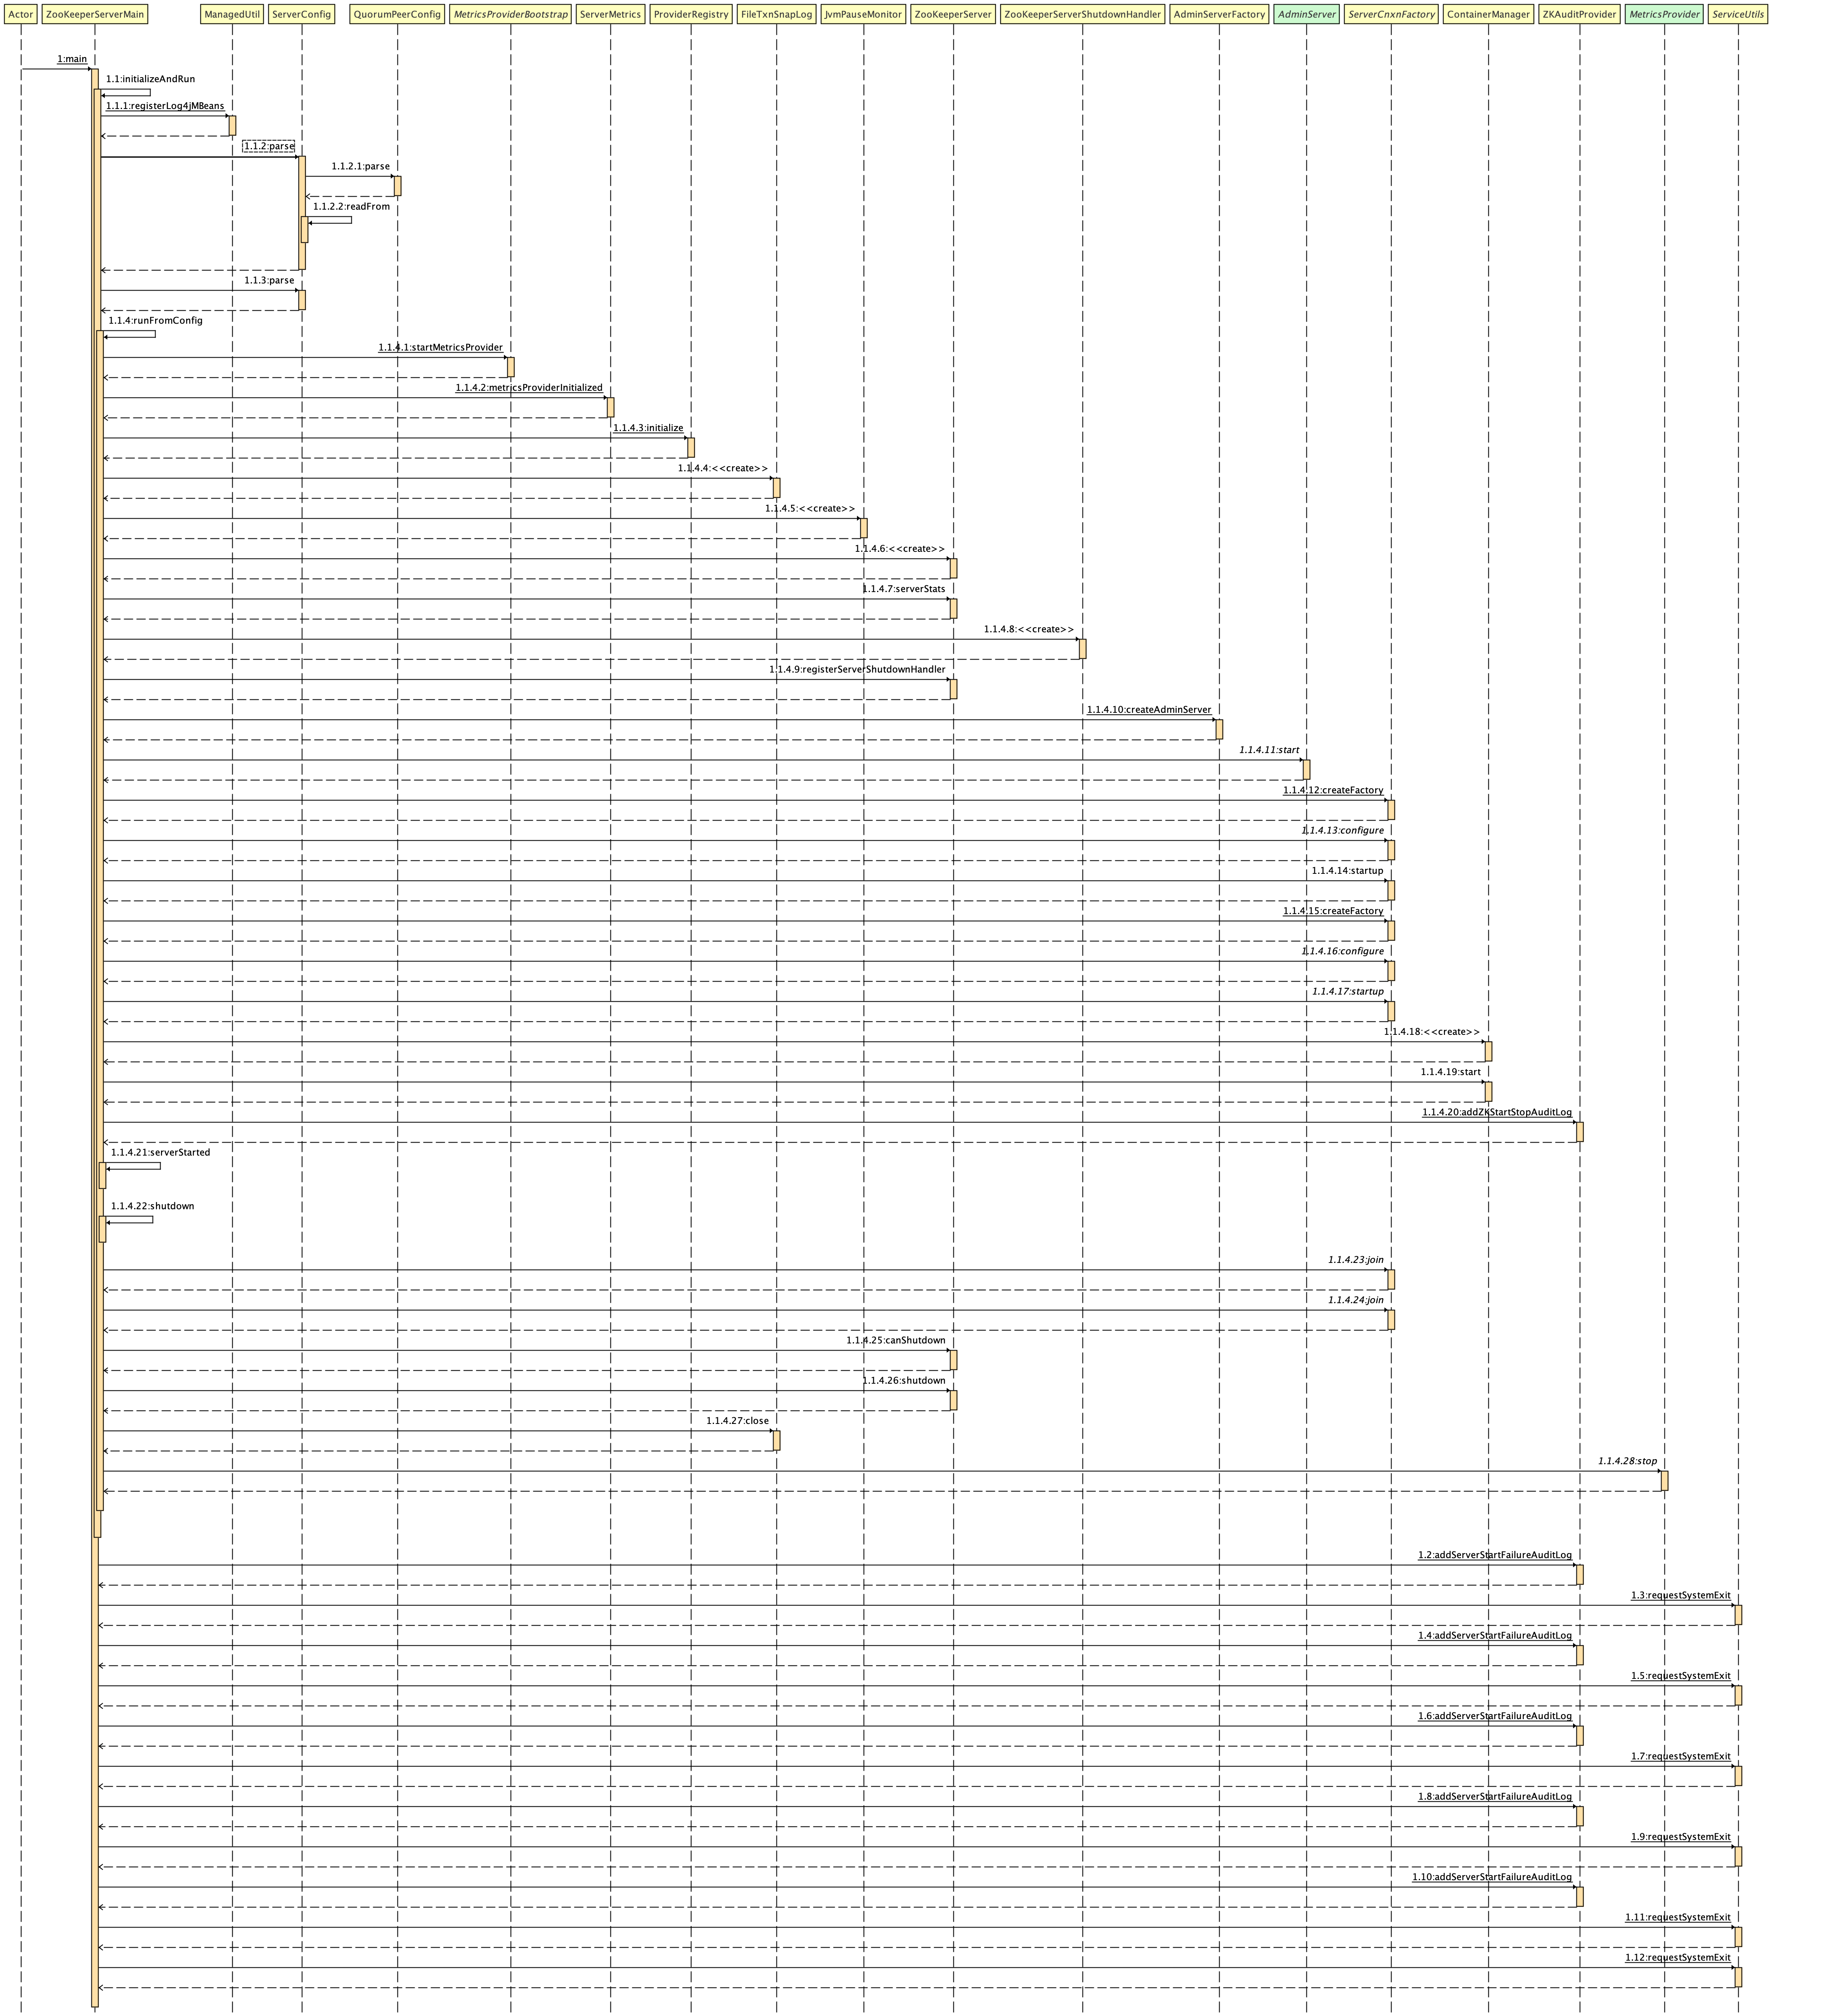 Actor
ZooKeeperServerMain
ManagedUtil
ServerConfig
QuorumPeerConfig
MetricsProviderBootstrap
ServerMetrics
ProviderRegistry
FileTxnSnapLog
JvmPauseMonitor
ZooKeeperServer
ZooKeeperServerShutdownHandler
AdminServerFactory
AdminServer
ServerCnxnFactory
ContainerManager
ZKAuditProvider
MetricsProvider
ServiceUtils
1:main
1.1:initializeAndRun
1.1.1:registerLog4jMBeans
1.1.2:parse
1.1.2.1:parse
1.1.2.2:readFrom
1.1.3:parse
1.1.4:runFromConfig
1.1.4.1:startMetricsProvider
1.1.4.2:metricsProviderInitialized
1.1.4.3:initialize
1.1.4.4:<<create>>
1.1.4.5:<<create>>
1.1.4.6:<<create>>
1.1.4.7:serverStats
1.1.4.8:<<create>>
1.1.4.9:registerServerShutdownHandler
1.1.4.10:createAdminServer
1.1.4.11:start
1.1.4.12:createFactory
1.1.4.13:configure
1.1.4.14:startup
1.1.4.15:createFactory
1.1.4.16:configure
1.1.4.17:startup
1.1.4.18:<<create>>
1.1.4.19:start
1.1.4.20:addZKStartStopAuditLog
1.1.4.21:serverStarted
1.1.4.22:shutdown
1.1.4.23:join
1.1.4.24:join
1.1.4.25:canShutdown
1.1.4.26:shutdown
1.1.4.27:close
1.1.4.28:stop
1.2:addServerStartFailureAuditLog
1.3:requestSystemExit
1.4:addServerStartFailureAuditLog
1.5:requestSystemExit
1.6:addServerStartFailureAuditLog
1.7:requestSystemExit
1.8:addServerStartFailureAuditLog
1.9:requestSystemExit
1.10:addServerStartFailureAuditLog
1.11:requestSystemExit
1.12:requestSystemExit